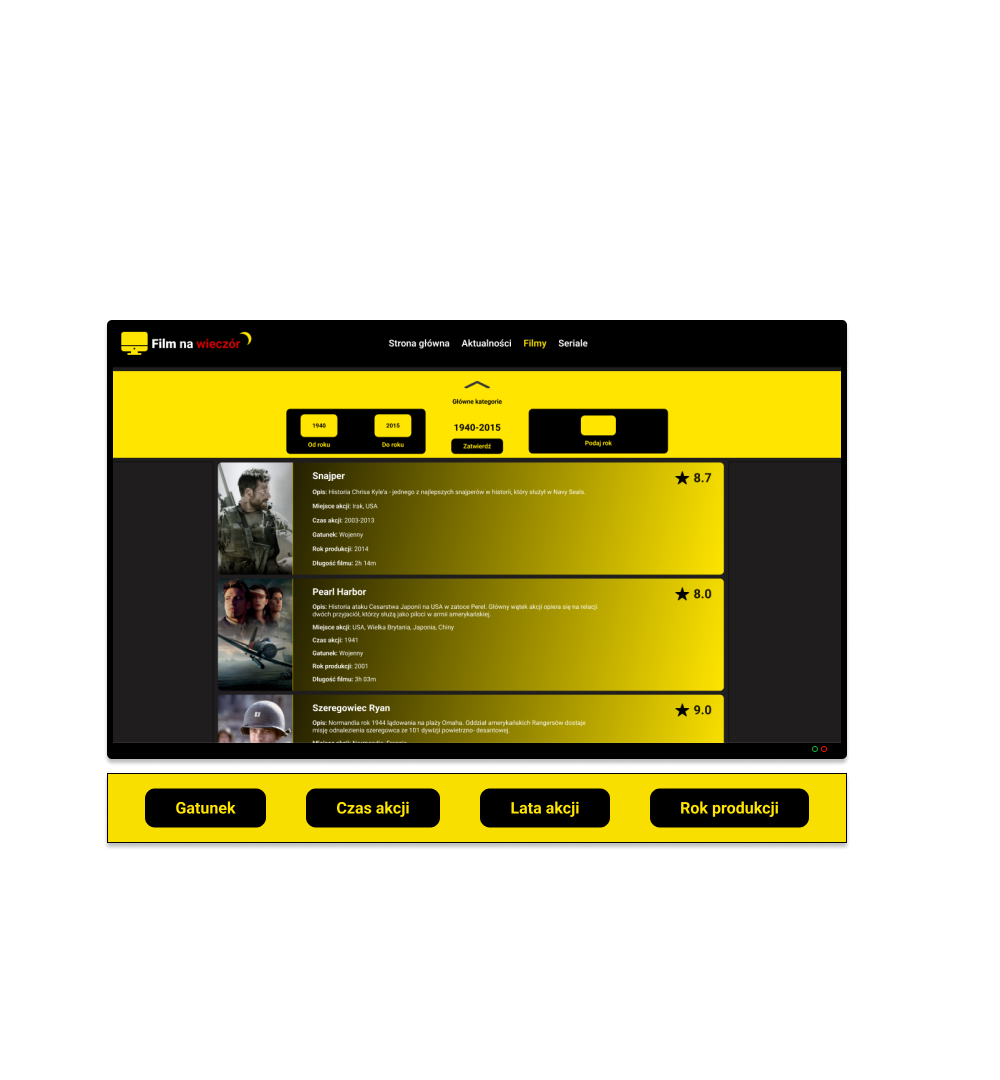 Film na wieczór
Strona główna Aktualności Filmy Seriale
Główne kategorie
1940 2015
Od roku Do roku
1940-2015
Zatwierdź
Podaj rok
Snajper
8.7
Opis: Historia Chrisa Kyle'a - jednego z najlepszych snajperów w historii, który służył w Navy Seals.
Miejsce akcji: Irak, USA
Czas akcji: 2003-2013
Gatunek: Wojenny
Rok produkcji: 2014
Długość filmu: 2h 14m
Pearl Harbor
8.0
Opis: Historia ataku Cesarstwa Japonii na USA w zatoce Pereł. Główny wątek akcji opiera się na relacji
dwóch przyjaciół, którzy służą jako piloci w armii amerykańskiej.
Miejsce akcji: USA, Wielka Brytania, Japonia, Chiny
Czas akcji: 1941
Gatunek: Wojenny
Rok produkcji: 2001
Długość filmu: 3h 03m
Szeregowiec Ryan
9.0
Opis: Normandia rok 1944 lądowania na plaży Omaha. Oddział amerykańskich Rangersów dostaje
misję odnalezienia szeregowca ze 101 dywizji powietrzno- desantowej.
Miejsce akcji: Normandia, Francja
Gatunek Czas akcji Lata akcji Rok produkcji